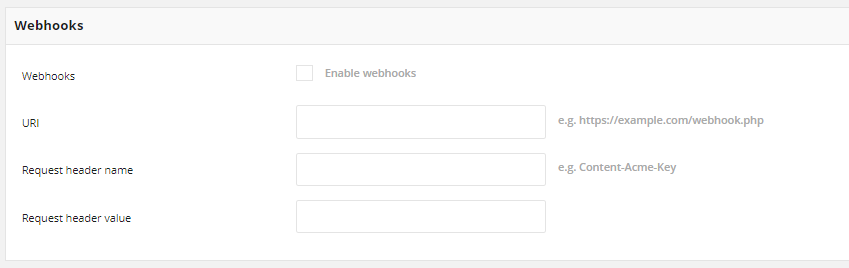 Webhooks
Webhooks Enable webhooks
URI e.g. https://example.com/webhook.php
Request header name e.g. Content-Acme-Key
Request header value